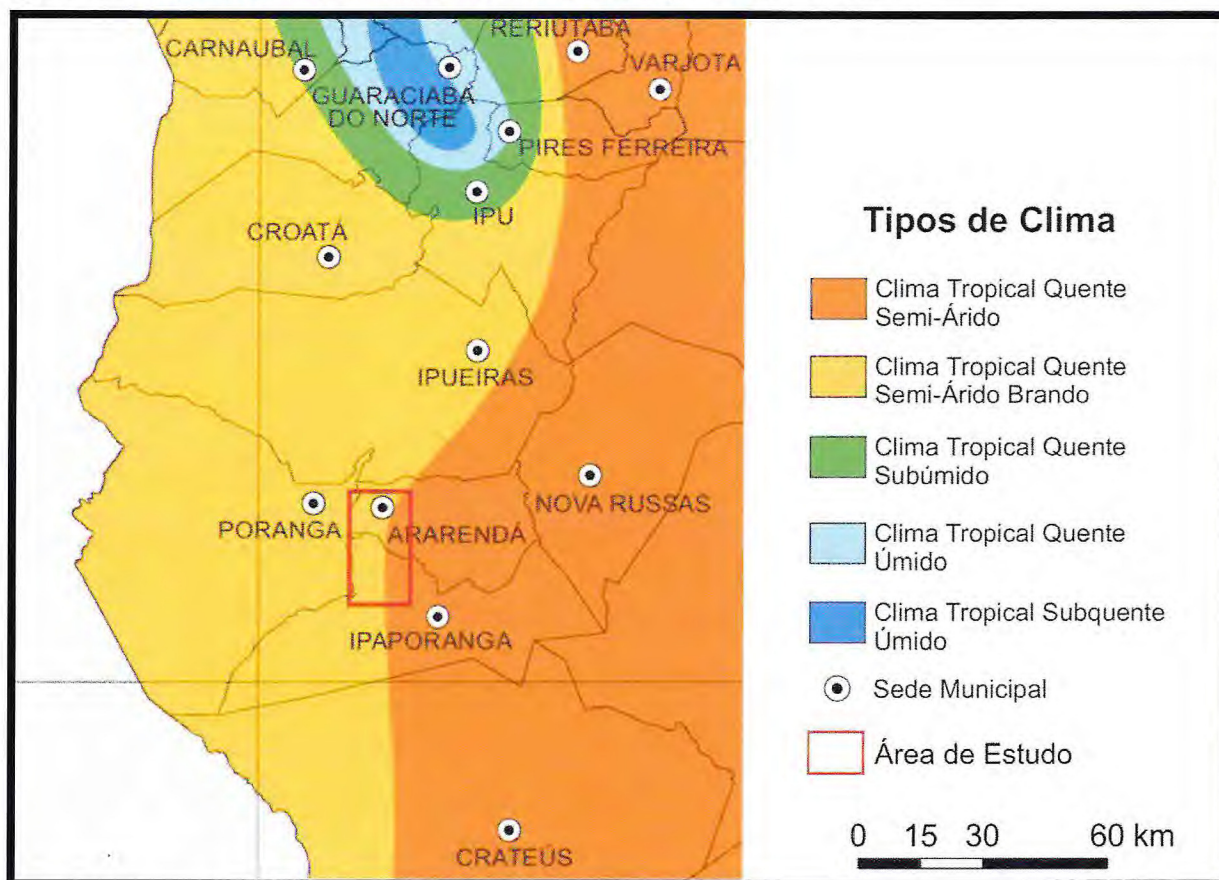 RERIUTABA
CARNAUBAL
VARJOTA
GUARACIABA
DO NORTE
PIRES FERREIRA
IPU
CROATÁ
IPUEIRAS
NOVA RUSSAS
PORANGA
ARARENDÁ
IPAPORANGA
CRATEÚS
Tipos de Clima
Clima Tropical Quente
Semi-Árido
Clima Tropical Quente
Semi-Árido Brando
Clima Tropical Quente
Subúmido
Clima Tropical Quente
Úmido
Clima Tropical Subquente
Úmido
Sede Municipal
Área de Estudo
0 15 30 60 km